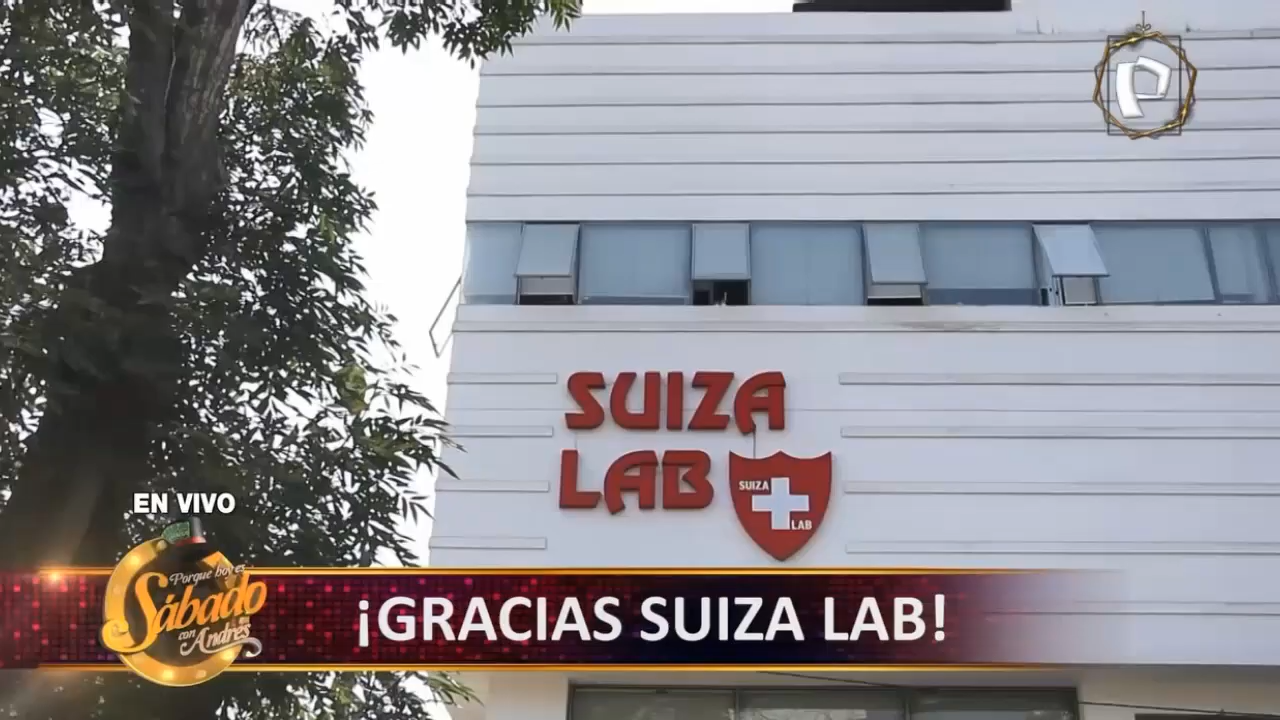 SUIZA
LAB
SUIZA
LAB
EN VIVO
Porque hoy es
Sábado
con
Andrés
¡GRACIAS SUIZA LAB!